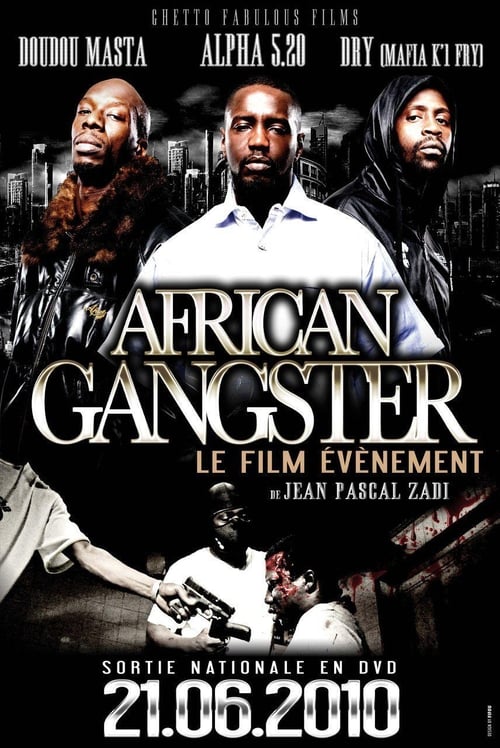 GHETTO FABULOUS FILMS
DOUDOU MASTA ALPHA 5.20 DRY (MAFIA K'1 FRY)
AFRICAN
GANGSTER
LE FILM ÉVÈNEMENT
DE JEAN PASCAL ZADI
SORTIE NATIONALE EN DVD
21.06.2010